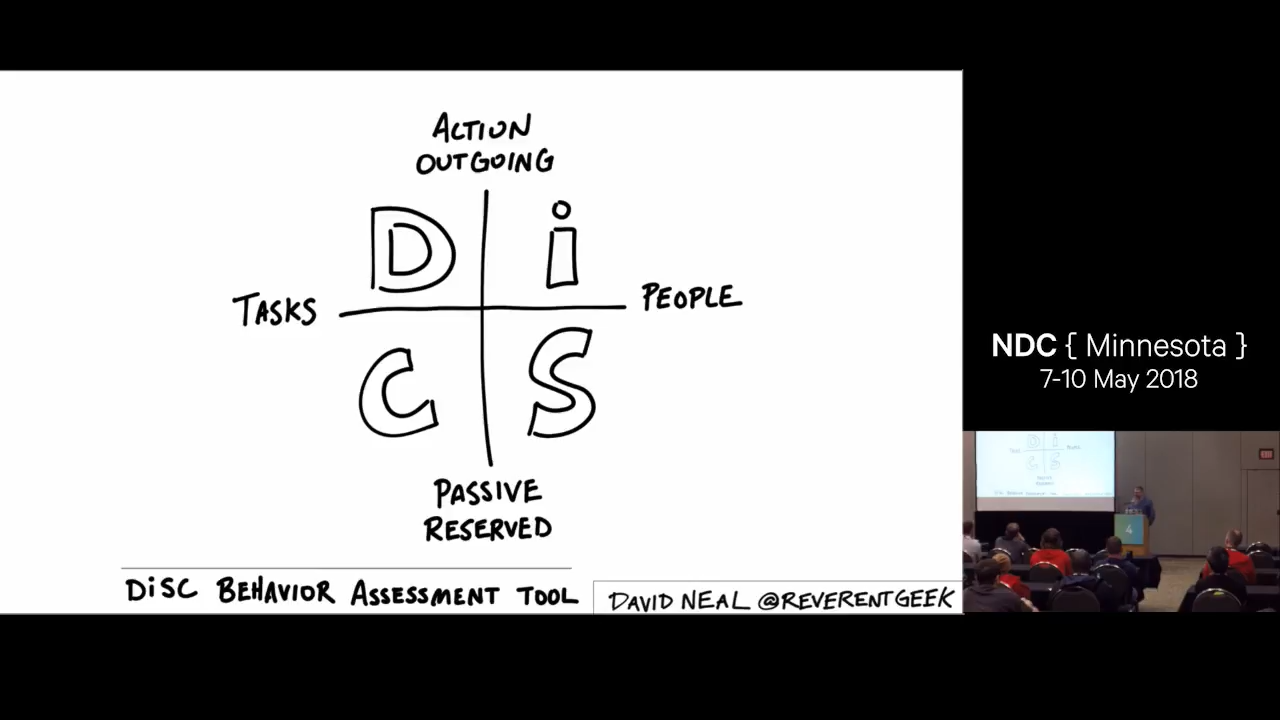 ACTION
OUTGOING
D i
TASKS
PEOPLE
C S
PASSIVE
RESERVED
DiSC BEHAVIOR ASSESSMENT TOOL
DAVID NEAL @REVERENTGEEK
NDC { Minnesota }
7-10 May 2018
4